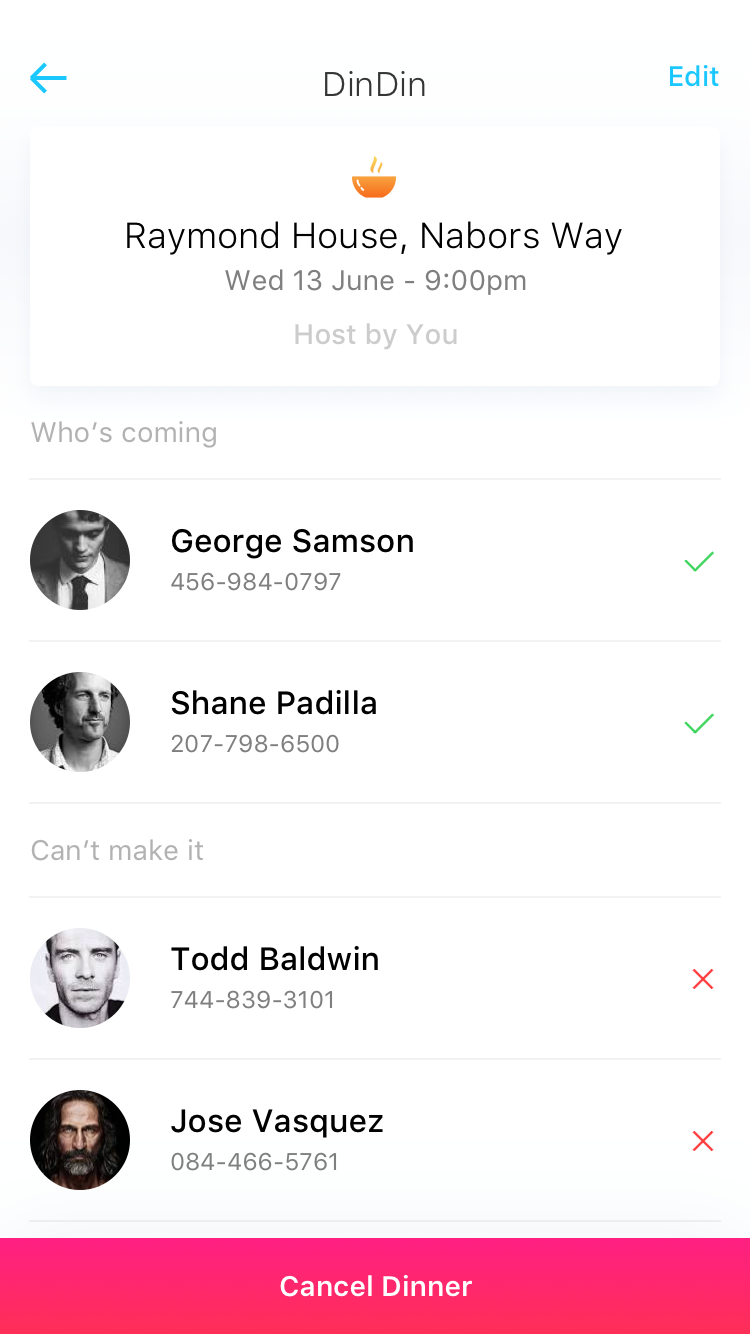 DinDin
Edit
Raymond House, Nabors Way
Wed 13 June - 9:00pm
Host by You
Who’s coming
George Samson
456-984-0797
Shane Padilla
207-798-6500
Can’t make it
Todd Baldwin
744-839-3101
Jose Vasquez
084-466-5761
Cancel Dinner